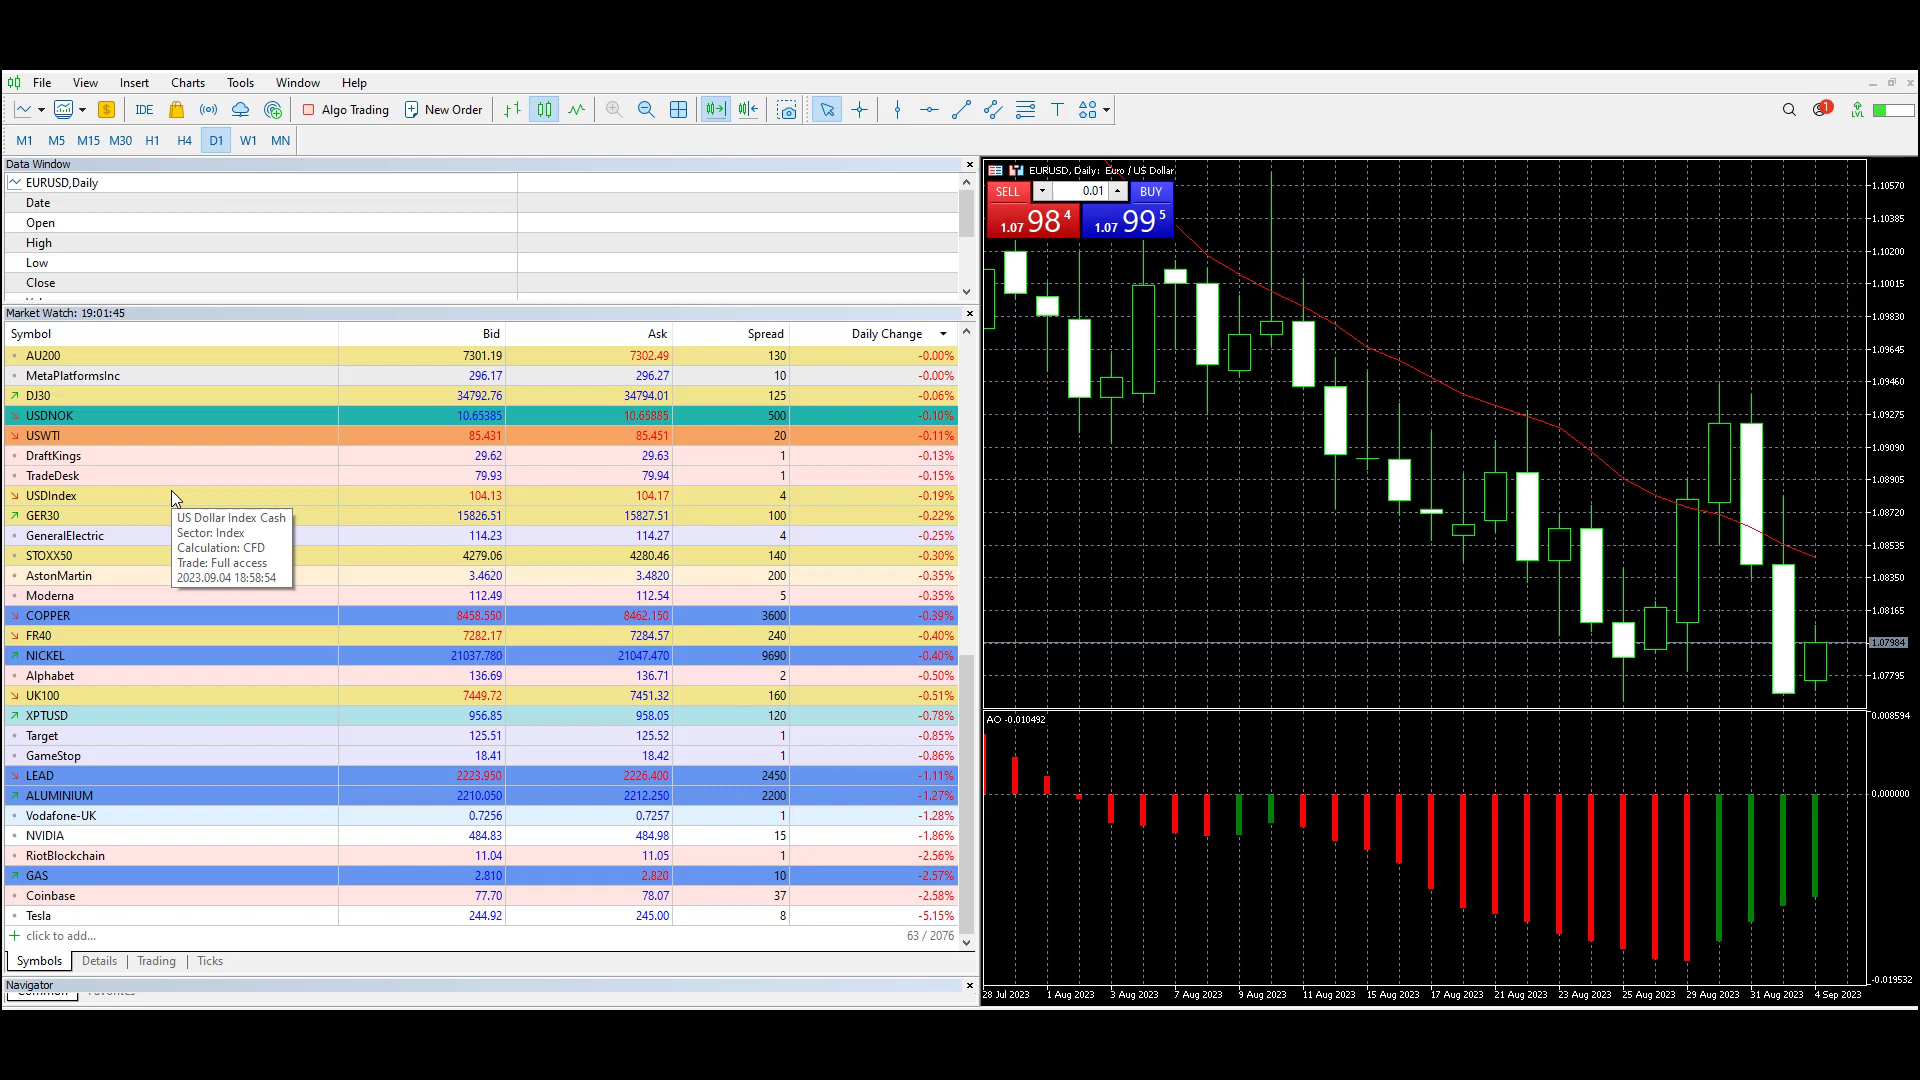 File View Insert Charts Tools Window Help
IDE Algo Trading New Order 1 LVL
M1 M5 M15 M30 H1 H4 D1 W1 MN
Data Window
EURUSD,Daily
Date
Open
High
Low
Close
Market Watch: 19:01:45
Symbol Bid Ask Spread Daily Change
AU200 7301.19 7302.49 130 -0.00%
MetaPlatformsInc 296.17 296.27 10 -0.00%
DJ30 34792.76 34794.01 125 -0.06%
USDNOK 10.65385 10.65885 500 -0.10%
USWTI 85.431 85.451 20 -0.11%
DraftKings 29.62 29.63 1 -0.13%
TradeDesk 79.93 79.94 1 -0.15%
USDIndex 104.13 104.17 4 -0.19%
GER30 15826.51 15827.51 100 -0.22%
GeneralElectric 114.23 114.27 4 -0.25%
STOXX50 4279.06 4280.46 140 -0.30%
AstonMartin 3.4620 3.4820 200 -0.35%
Moderna 112.49 112.54 5 -0.35%
COPPER 8458.550 8462.150 3600 -0.39%
FR40 7282.17 7284.57 240 -0.40%
NICKEL 21037.780 21047.470 9690 -0.40%
Alphabet 136.69 136.71 2 -0.50%
UK100 7449.72 7451.32 160 -0.51%
XPTUSD 956.85 958.05 120 -0.78%
Target 125.51 125.52 1 -0.85%
GameStop 18.41 18.42 1 -0.86%
LEAD 2223.950 2226.400 2450 -1.11%
ALUMINIUM 2210.050 2212.250 2200 -1.27%
Vodafone-UK 0.7256 0.7257 1 -1.28%
NVIDIA 484.83 484.98 15 -1.86%
RiotBlockchain 11.04 11.05 1 -2.56%
GAS 2.810 2.820 10 -2.57%
Coinbase 77.70 78.07 37 -2.58%
Tesla 244.92 245.00 8 -5.15%
click to add... 63 / 2076
US Dollar Index Cash
Sector: Index
Calculation: CFD
Trade: Full access
2023.09.04 18:58:54
Symbols Details Trading Ticks
Navigator
Common Favorites
EURUSD, Daily: Euro / US Dollar
SELL 0.01 BUY
1.07 98 4 1.07 99 5
1.10570
1.10385
1.10200
1.10015
1.09830
1.09645
1.09460
1.09275
1.09090
1.08905
1.08720
1.08535
1.08350
1.08165
1.07984
1.07795
AO -0.010492
0.008594
0.000000
-0.019532
28 Jul 2023 1 Aug 2023 3 Aug 2023 7 Aug 2023 9 Aug 2023 11 Aug 2023 15 Aug 2023 17 Aug 2023 21 Aug 2023 23 Aug 2023 25 Aug 2023 29 Aug 2023 31 Aug 2023 4 Sep 2023